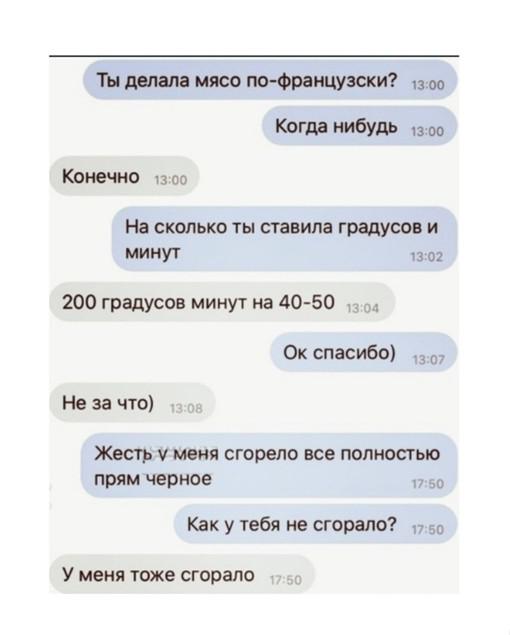 Ты делала мясо по-французски? 13:00
Когда нибудь 13:00
Конечно 13:00
На сколько ты ставила градусов и
минут 13:02
200 градусов минут на 40-50 13:04
Ок спасибо) 13:07
Не за что) 13:08
Жесть у меня сгорело все полностью
прям черное 17:50
Как у тебя не сгорало? 17:50
У меня тоже сгорало 17:50